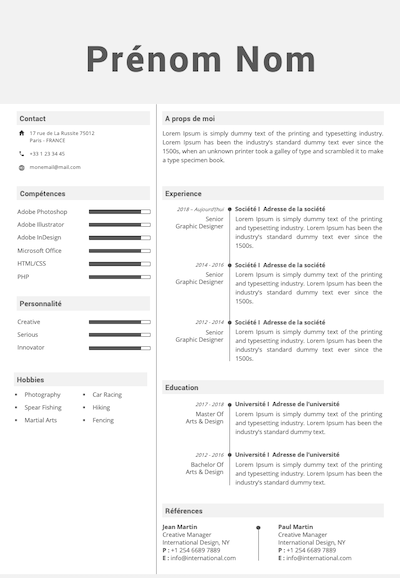 Prénom Nom
Contact
17 rue de La Russite 75012
Paris - FRANCE
+33 1 23 34 45
monemail@mail.com
Compétences
Adobe Photoshop
Adobe Illustrator
Adobe InDesign
Microsoft Office
HTML/CSS
PHP
Personnalité
Creative
Serious
Innovator
Hobbies
Photography
Car Racing
Spear Fishing
Hiking
Martial Arts
Fencing
A propos de moi
Lorem Ipsum is simply dummy text of the printing and typesetting industry.
Lorem Ipsum has been the industry's standard dummy text ever since the
1500s, when an unknown printer took a galley of type and scrambled it to make
a type specimen book.
Experience
2018 – Aujourd'hui
Senior
Graphic Designer
Société I Adresse de la société
Lorem Ipsum is simply dummy text of the printing
and typesetting industry. Lorem Ipsum has been the
industry's standard dummy text ever since the
1500s.
2014 - 2016
Senior
Graphic Designer
Société I Adresse de la société
Lorem Ipsum is simply dummy text of the printing
and typesetting industry. Lorem Ipsum has been the
industry's standard dummy text ever since the
1500s.
2012 - 2014
Senior
Graphic Designer
Société I Adresse de la société
Lorem Ipsum is simply dummy text of the printing
and typesetting industry. Lorem Ipsum has been the
industry's standard dummy text ever since the
1500s.
Education
2017 - 2018
Master Of
Arts & Design
Université I Adresse de l'université
Lorem Ipsum is simply dummy text of the printing
and typesetting industry. Lorem Ipsum has been the
industry's standard dummy text.
2012 - 2016
Bachelor Of
Arts & Design
Université I Adresse de l'université
Lorem Ipsum is simply dummy text of the printing
and typesetting industry. Lorem Ipsum has been the
industry's standard dummy text ever since the
1500s.
Références
Jean Martin
Creative Manager
International Design, NY
P : +1 254 6689 7889
E : info@international.com
Paul Martin
Creative Manager
International Design, NY
P : +1 254 6689 7889
E : info@international.com